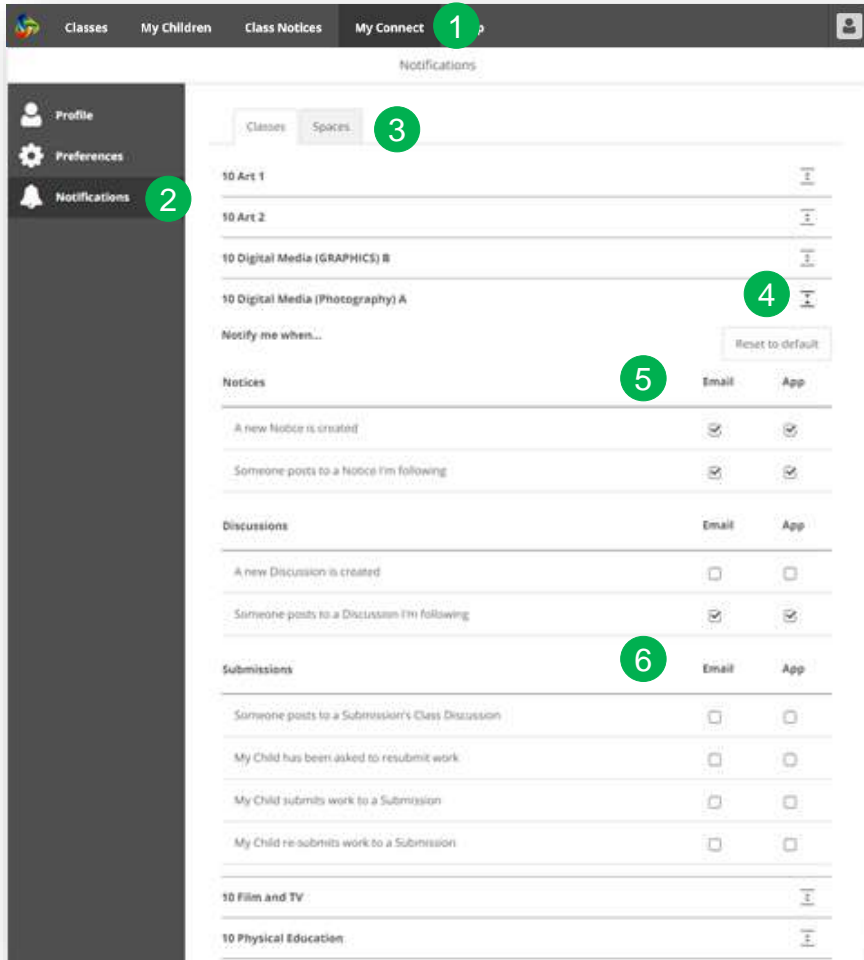 Classes My Children Class Notices My Connect 1 p
Notifications
Profile
Preferences
Notifications 2
Classes Spaces 3
10 Art 1
10 Art 2
10 Digital Media (GRAPHICS) B
10 Digital Media (Photography) A 4
Notify me when...
Reset to default
Notices 5 Email App
A new Notice is created
Someone posts to a Notice I'm following
Discussions Email App
A new Discussion is created
Someone posts to a Discussion I'm following
Submissions 6 Email App
Someone posts to a Submission's Class Discussion
My Child has been asked to resubmit work
My Child submits work to a Submission
My Child re-submits work to a Submission
10 Film and TV
10 Physical Education